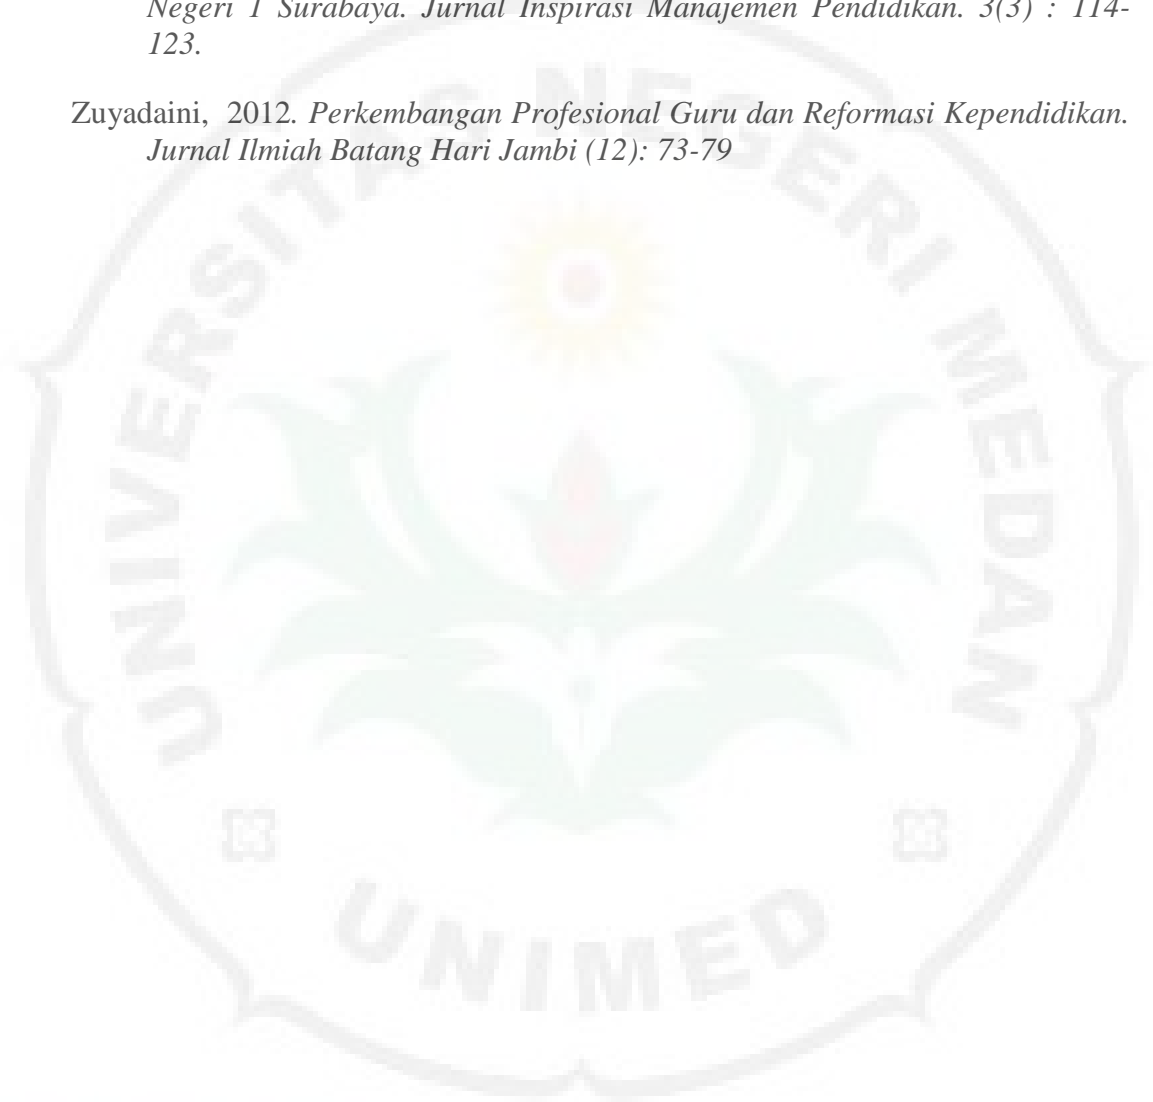 Negeri 1 Surabaya. Jurnal Inspirasi Manajemen Pendidikan. 3(3) : 114-
123.
Zuyadaini, 2012. Perkembangan Profesional Guru dan Reformasi Kependidikan.
Jurnal Ilmiah Batang Hari Jambi (12): 73-79
UNIVERSITAS NEGERI MEDAN
UNIMED